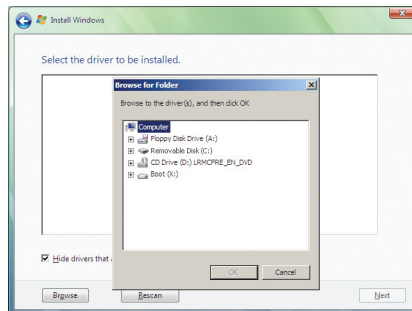 Install Windows
Select the driver to be installed.
Browse for Folder
Browse to the driver(s), and then click OK
Computer
Floppy Disk Drive (A:)
Removable Disk (C:)
CD Drive (D:) LRMCFRE_EN_DVD
Boot (X:)
Hide drivers that
OK
Cancel
Browse
Rescan
Next